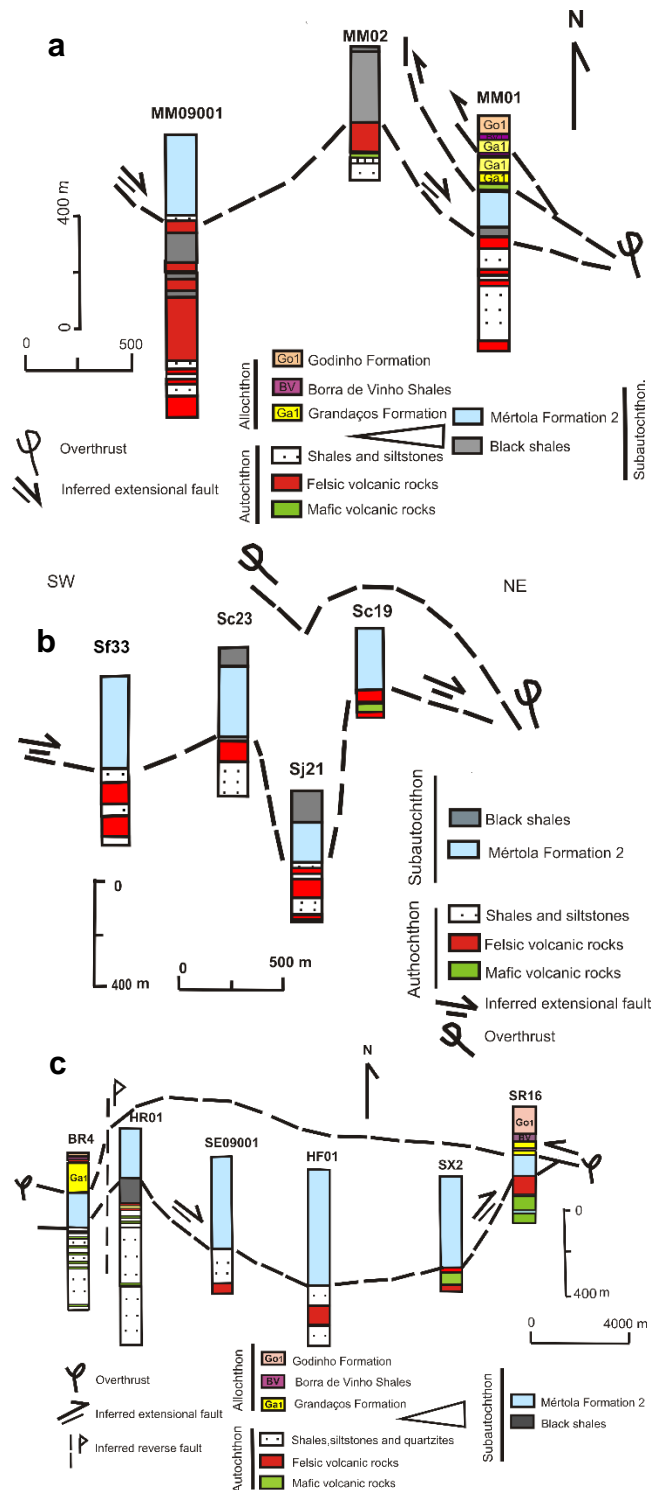 a
MM02
N
MM01
MM09001
Go1
Ga1
Ga1
Ga1
400 m
0
0
500
Allochthon
Go1
Godinho Formation
BV
Borra de Vinho Shales
Ga1
Grandaços Formation
Mértola Formation 2
Black shales
Subautochthon.
Overthrust
Inferred extensional fault
Autochthon
Shales and siltstones
Felsic volcanic rocks
Mafic volcanic rocks
SW
NE
b
Sf33
Sc23
Sc19
Sj21
0
400 m
0
500 m
Subautochthon
Black shales
Mértola Formation 2
Authochthon
Shales and siltstones
Felsic volcanic rocks
Mafic volcanic rocks
Inferred extensional fault
Overthrust
c
N
BR4
HR01
SE09001
HF01
SX2
SR16
Ga1
Go1
BV
0
400 m
0
4000 m
Overthrust
Inferred extensional fault
Inferred reverse fault
Allochthon
Go1
Godinho Formation
BV
Borra de Vinho Shales
Ga1
Grandaços Formation
Autochthon
Shales,siltstones and quartzites
Felsic volcanic rocks
Mafic volcanic rocks
Subautochthon
Mértola Formation 2
Black shales